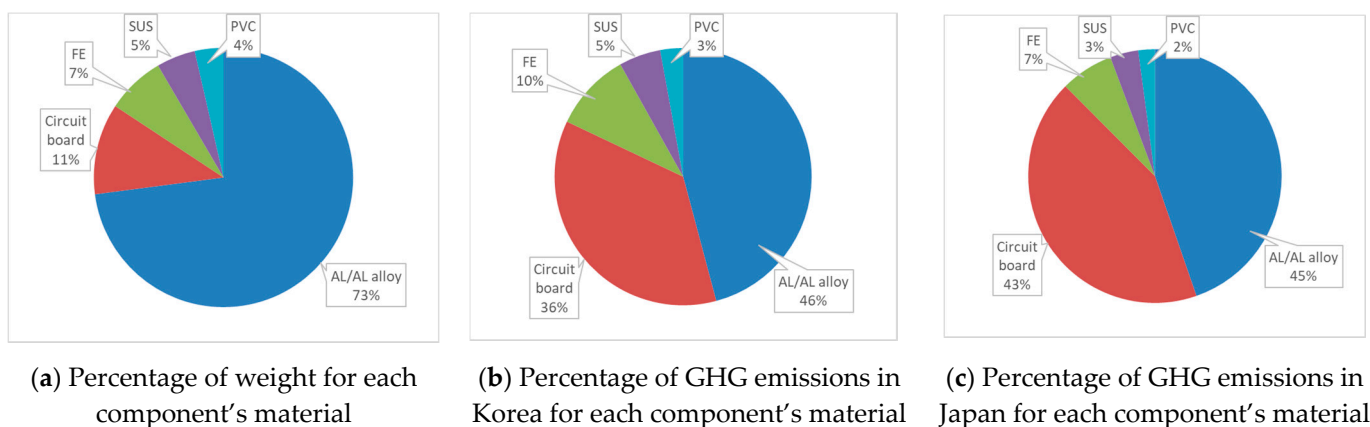 SUS
5%
PVC
4%
FE
7%
Circuit
board
11%
AL/AL alloy
73%
(a) Percentage of weight for each
component’s material
SUS
5%
PVC
3%
FE
10%
Circuit
board
36%
AL/AL alloy
46%
(b) Percentage of GHG emissions in
Korea for each component’s material
SUS
3%
PVC
2%
FE
7%
Circuit
board
43%
AL/AL alloy
45%
(c) Percentage of GHG emissions in
Japan for each component’s material